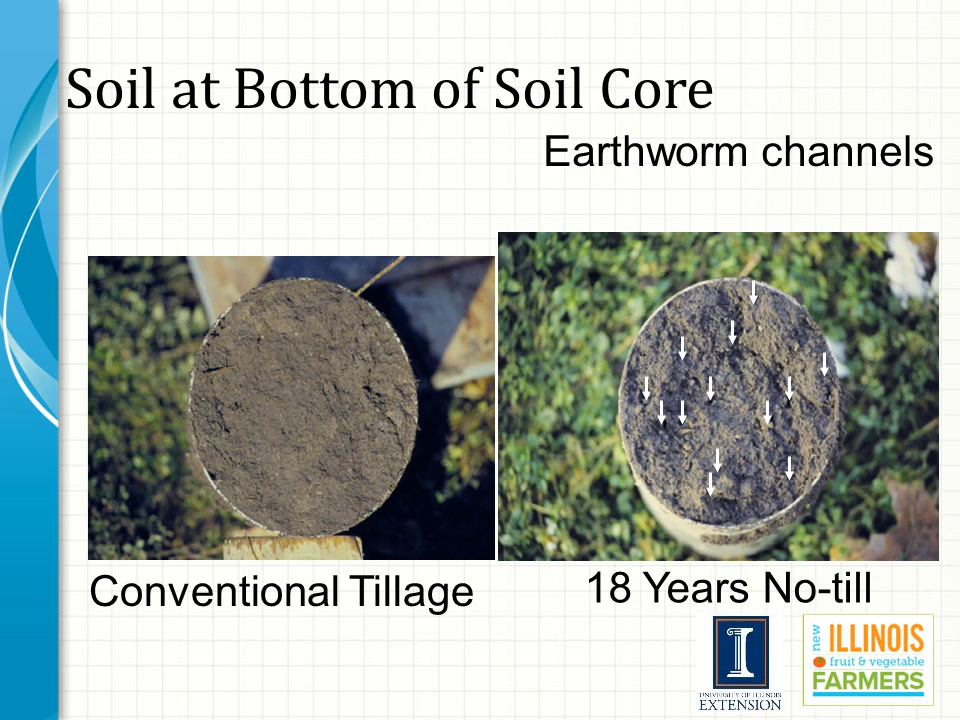 Soil at Bottom of Soil Core
Earthworm channels
Conventional Tillage
18 Years No-till
I
UNIVERSITY OF ILLINOIS
EXTENSION
new
ILLINOIS
fruit & vegetable
FARMERS